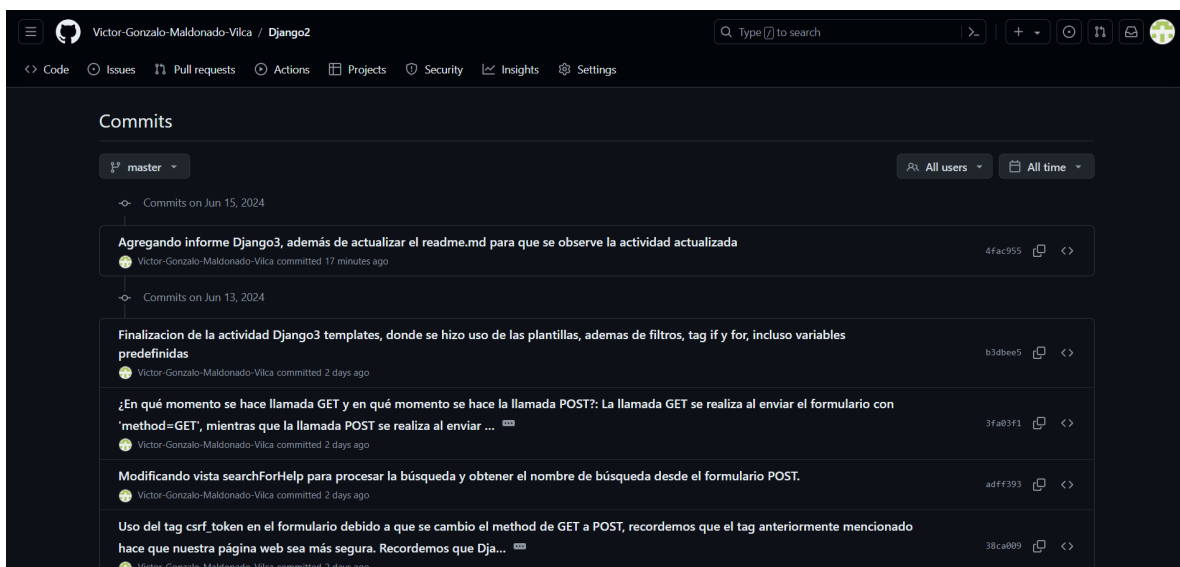 Victor-Gonzalo-Maldonado-Vilca / Django2
Type / to search
Code Issues Pull requests Actions Projects Security Insights Settings
Commits
master
All users All time
Commits on Jun 15, 2024
Agregando informe Django3, además de actualizar el readme.md para que se observe la actividad actualizada
4fac955
Victor-Gonzalo-Maldonado-Vilca committed 17 minutes ago
Commits on Jun 13, 2024
Finalizacion de la actividad Django3 templates, donde se hizo uso de las plantillas, ademas de filtros, tag if y for, incluso variables
predefinidas
b3dbee5
Victor-Gonzalo-Maldonado-Vilca committed 2 days ago
¿En qué momento se hace llamada GET y en qué momento se hace la llamada POST?: La llamada GET se realiza al enviar el formulario con
'method=GET', mientras que la llamada POST se realiza al enviar ...
3fa03f1
Victor-Gonzalo-Maldonado-Vilca committed 2 days ago
Modificando vista searchForHelp para procesar la búsqueda y obtener el nombre de búsqueda desde el formulario POST.
adff393
Victor-Gonzalo-Maldonado-Vilca committed 2 days ago
Uso del tag csrf_token en el formulario debido a que se cambio el method de GET a POST, recordemos que el tag anteriormente mencionado
hace que nuestra página web sea más segura. Recordemos que Dja...
38ca009
Victor-Gonzalo-Maldonado-Vilca committed 2 days ago